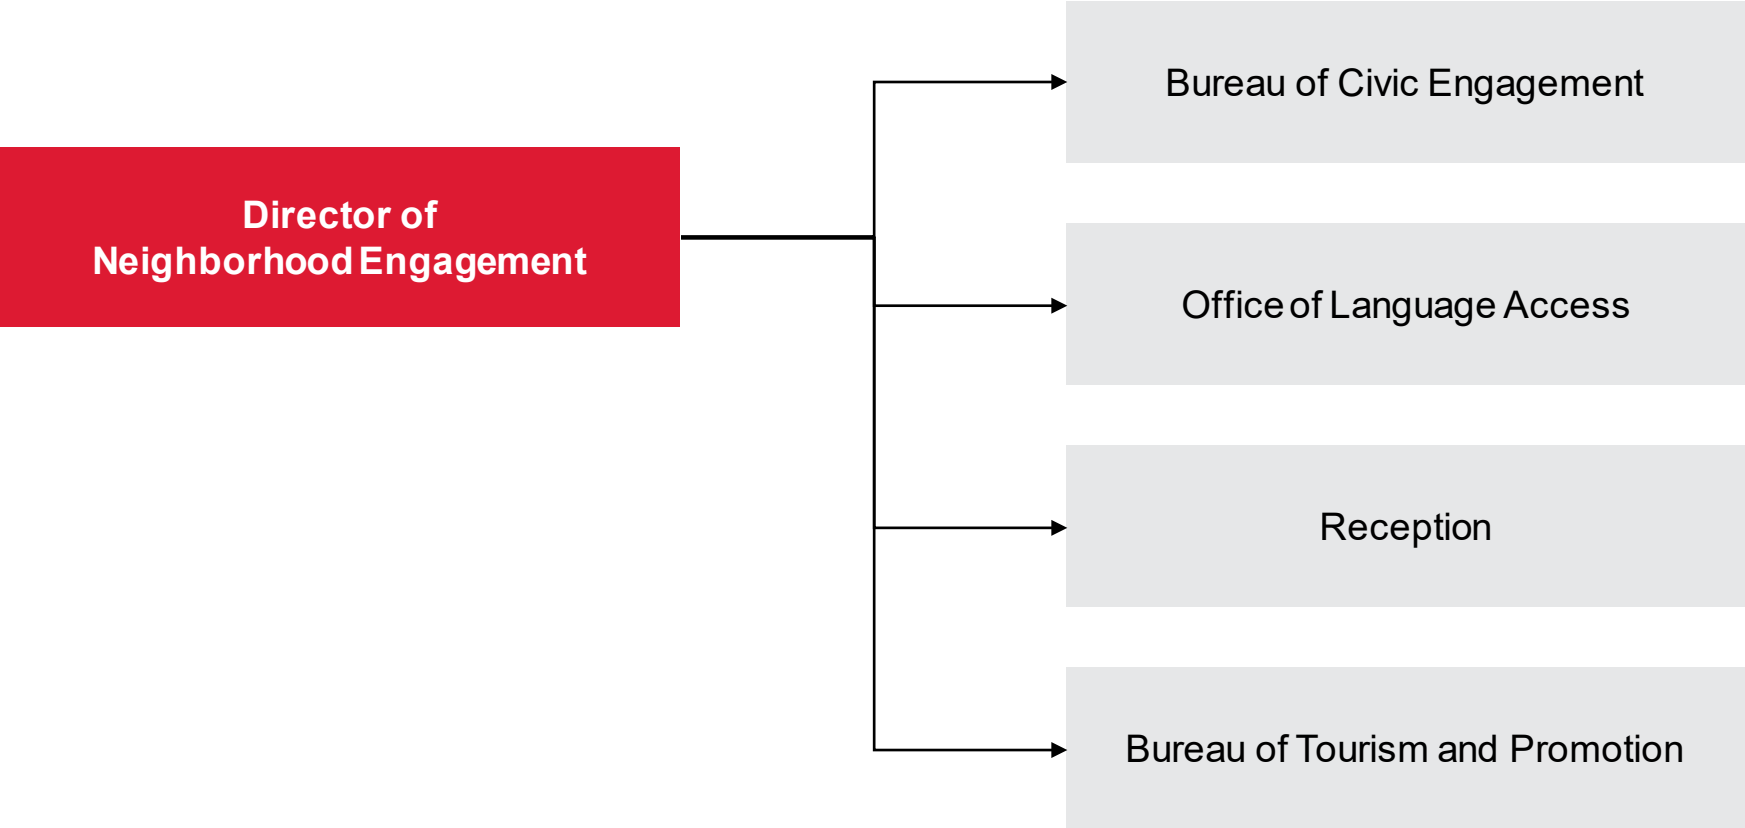 Director of
Neighborhood Engagement
Bureau of Civic Engagement
Office of Language Access
Reception
Bureau of Tourism and Promotion